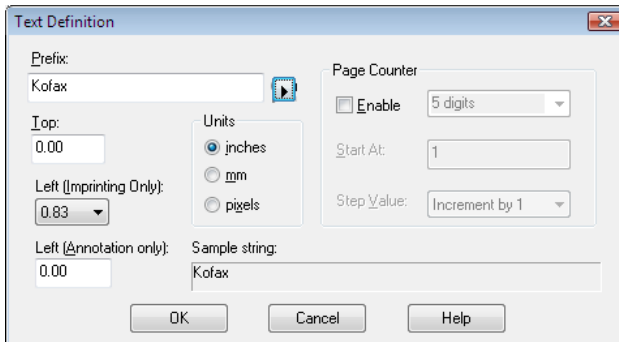 Text Definition
Prefix:
Kofax
Top:
0.00
Left (Imprinting Only):
0.83
Left (Annotation only):
0.00
Units
inches
mm
pixels
Page Counter
Enable
5 digits
Start At:
1
Step Value:
Increment by 1
Sample string:
Kofax
OK
Cancel
Help